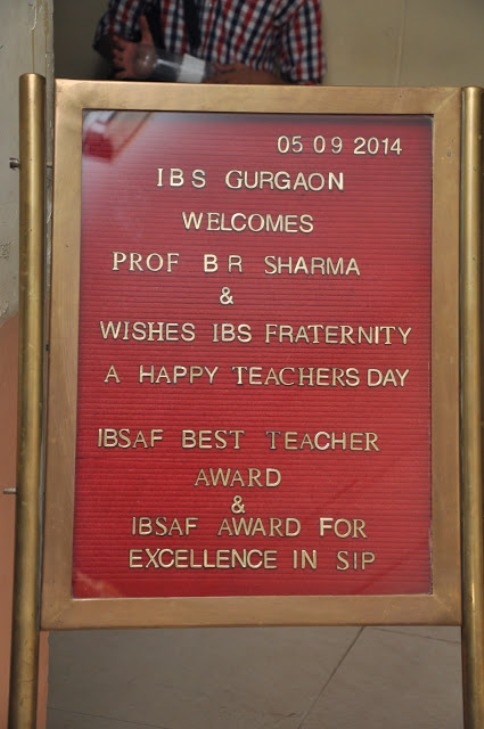 05 09 2014
IBS GURGAON
WELCOMES
PROF B R SHARMA
&
WISHES IBS FRATERNITY
A HAPPY TEACHERS DAY
IBSAF BEST TEACHER
AWARD
&
IBSAF AWARD FOR
EXCELLENCE IN SIP